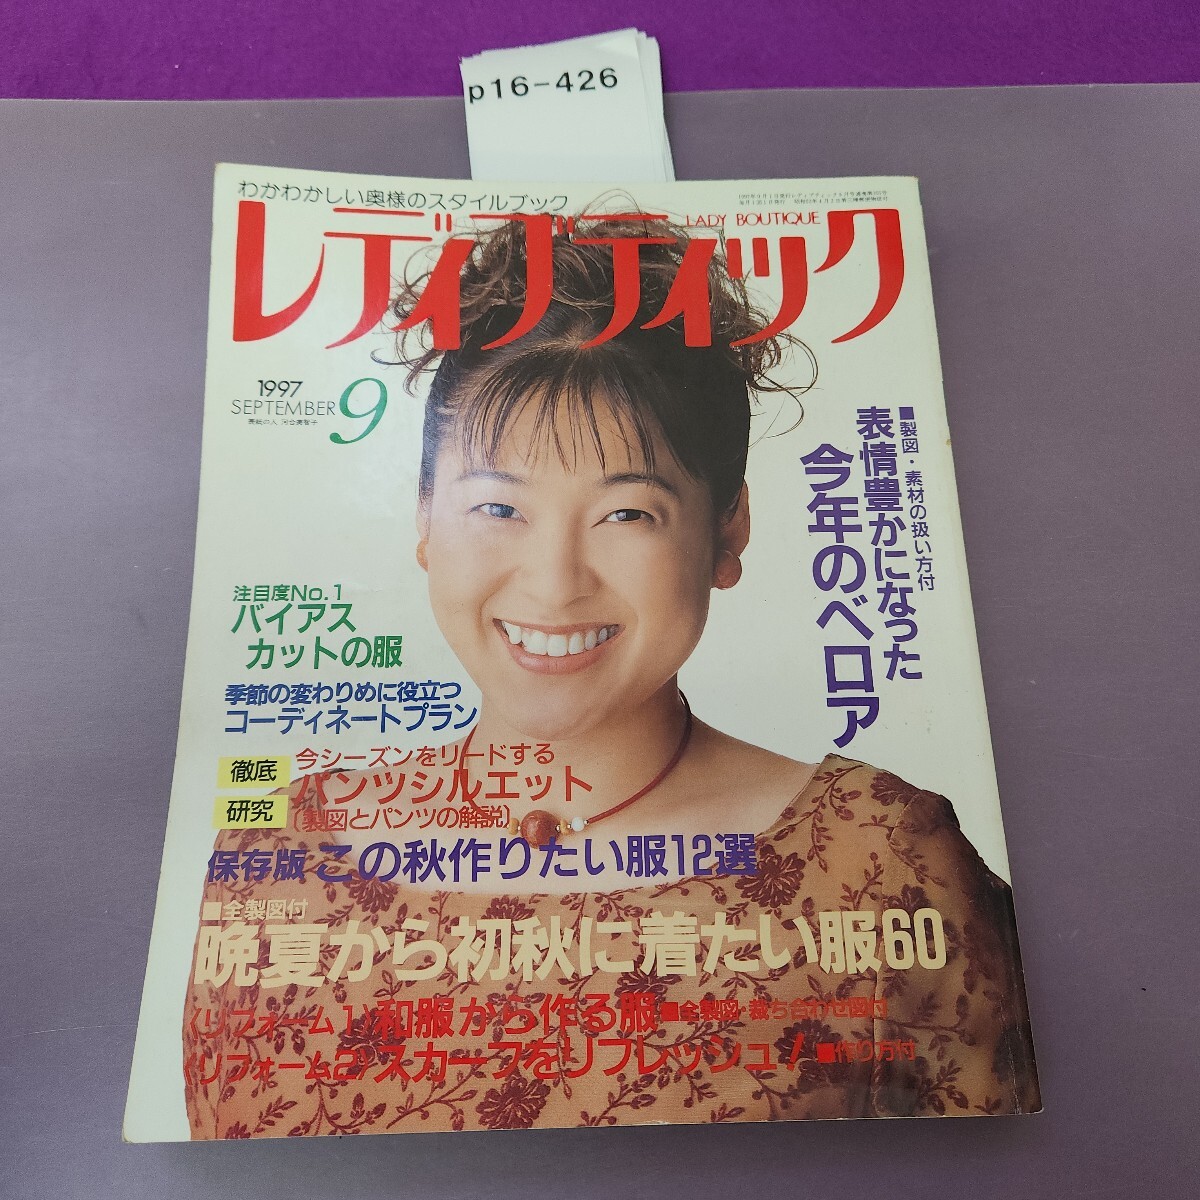 p16-426
わかわかしい奥様のスタイルブック
レディブティック
LADY BOUTIQUE
1997
SEPTEMBER 9
表紙の人 河合美智子
■製図・素材の扱い方付
表情豊かになった
今年のベロア
注目度No.1
バイアス
カットの服
季節の変わりめに役立つ
コーディネートプラン
徹底
研究
今シーズンをリードする
パンツシルエット
〔製図とパンツの解説〕
保存版 この秋作りたい服12選
■全製図付
晩夏から初秋に着たい服60
〈リフォーム1〉和服から作る服■全製図・裁ち合わせ図付
〈リフォーム2〉スカーフをリフレッシュ!■作り方付